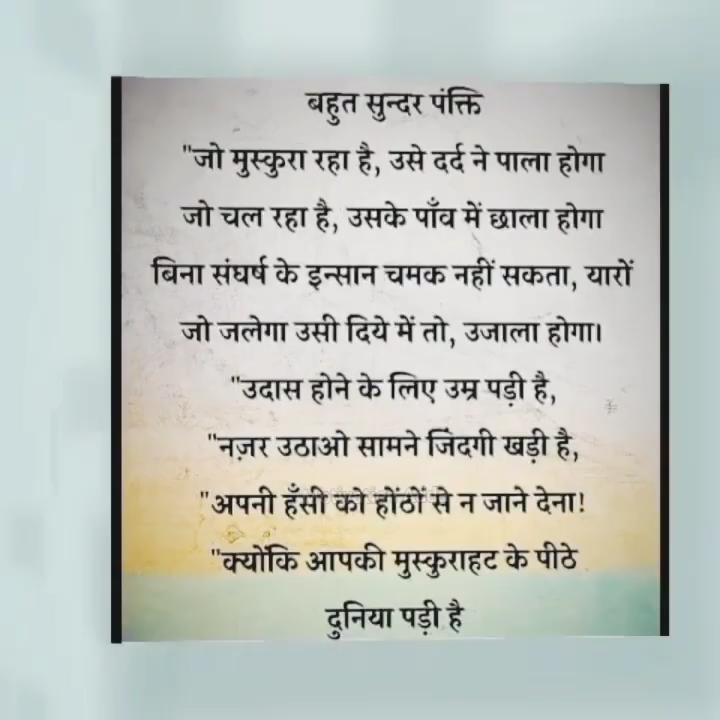 बहुत सुन्दर पंक्ति
"जो मुस्कुरा रहा है, उसे दर्द ने पाला होगा
जो चल रहा है, उसके पाँव में छाला होगा
बिना संघर्ष के इन्सान चमक नहीं सकता, यारों
जो जलेगा उसी दिये में तो, उजाला होगा।
"उदास होने के लिए उम्र पड़ी है,
"नज़र उठाओ सामने जिंदगी खड़ी है,
"अपनी हँसी को होंठों से न जाने देना!
"क्योंकि आपकी मुस्कुराहट के पीठे
दुनिया पड़ी है